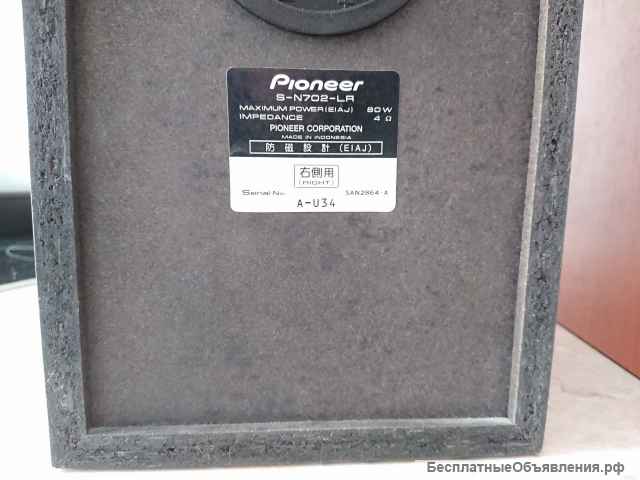 Pioneer
S-N702-LR
MAXIMUM POWER(EIAJ) 80W
IMPEDANCE 4 Ω
PIONEER CORPORATION
MADE IN INDONESIA
防磁設計(EIAJ)
右側用
(RIGHT)
Serial No. SAN2864-A
A-U34
БесплатныеОбъявления.рф